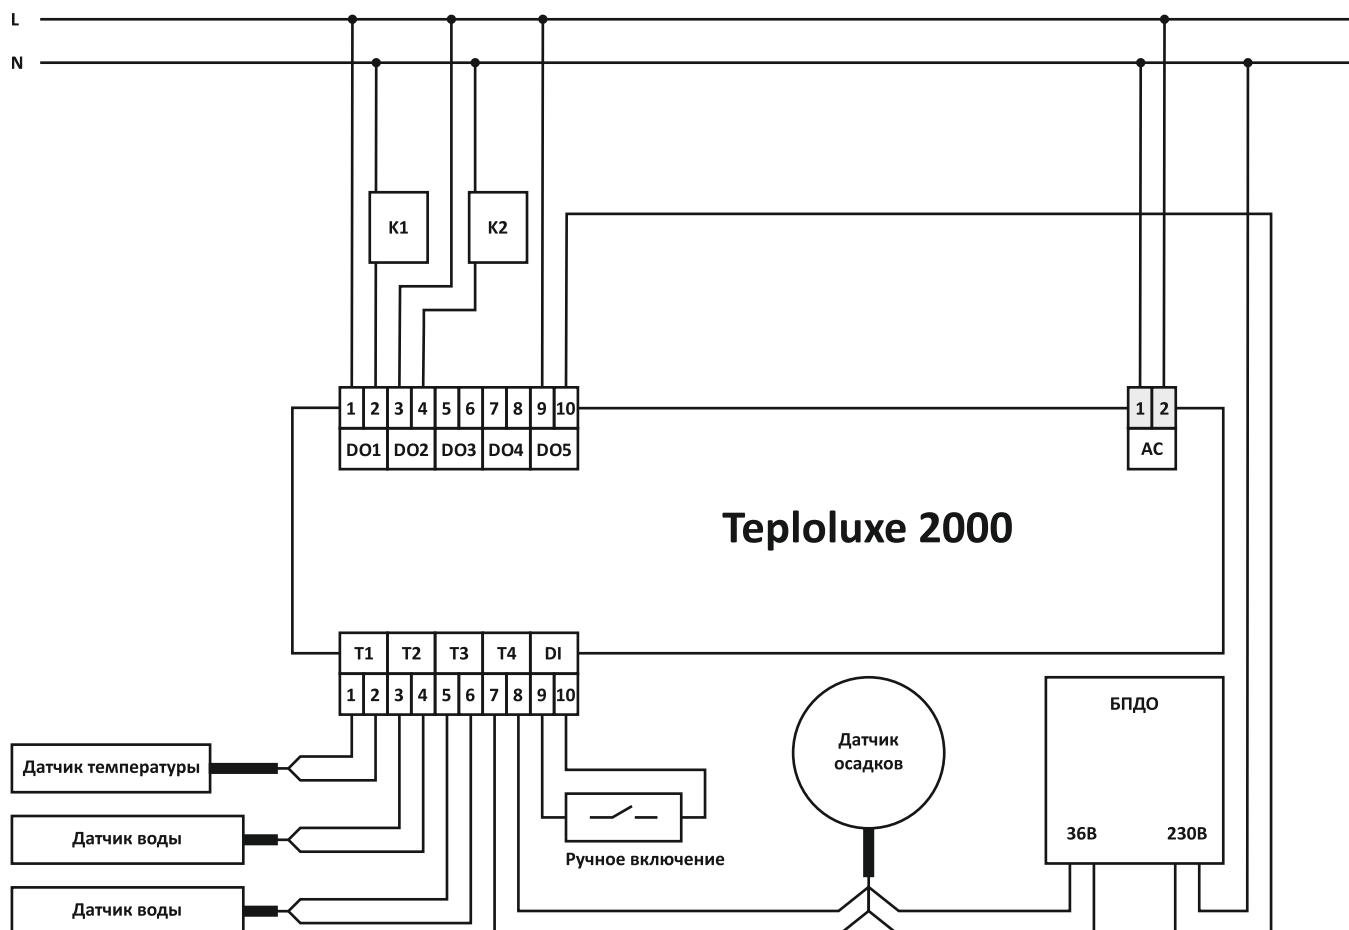 L
N
K1
K2
1 2 3 4 5 6 7 8 9 10
DO1 DO2 DO3 DO4 DO5
1 2
AC
Teploluxe 2000
T1 T2 T3 T4 DI
1 2 3 4 5 6 7 8 9 10
Датчик температуры
Датчик воды
Датчик воды
Ручное включение
Датчик
осадков
БПДО
36В 230В